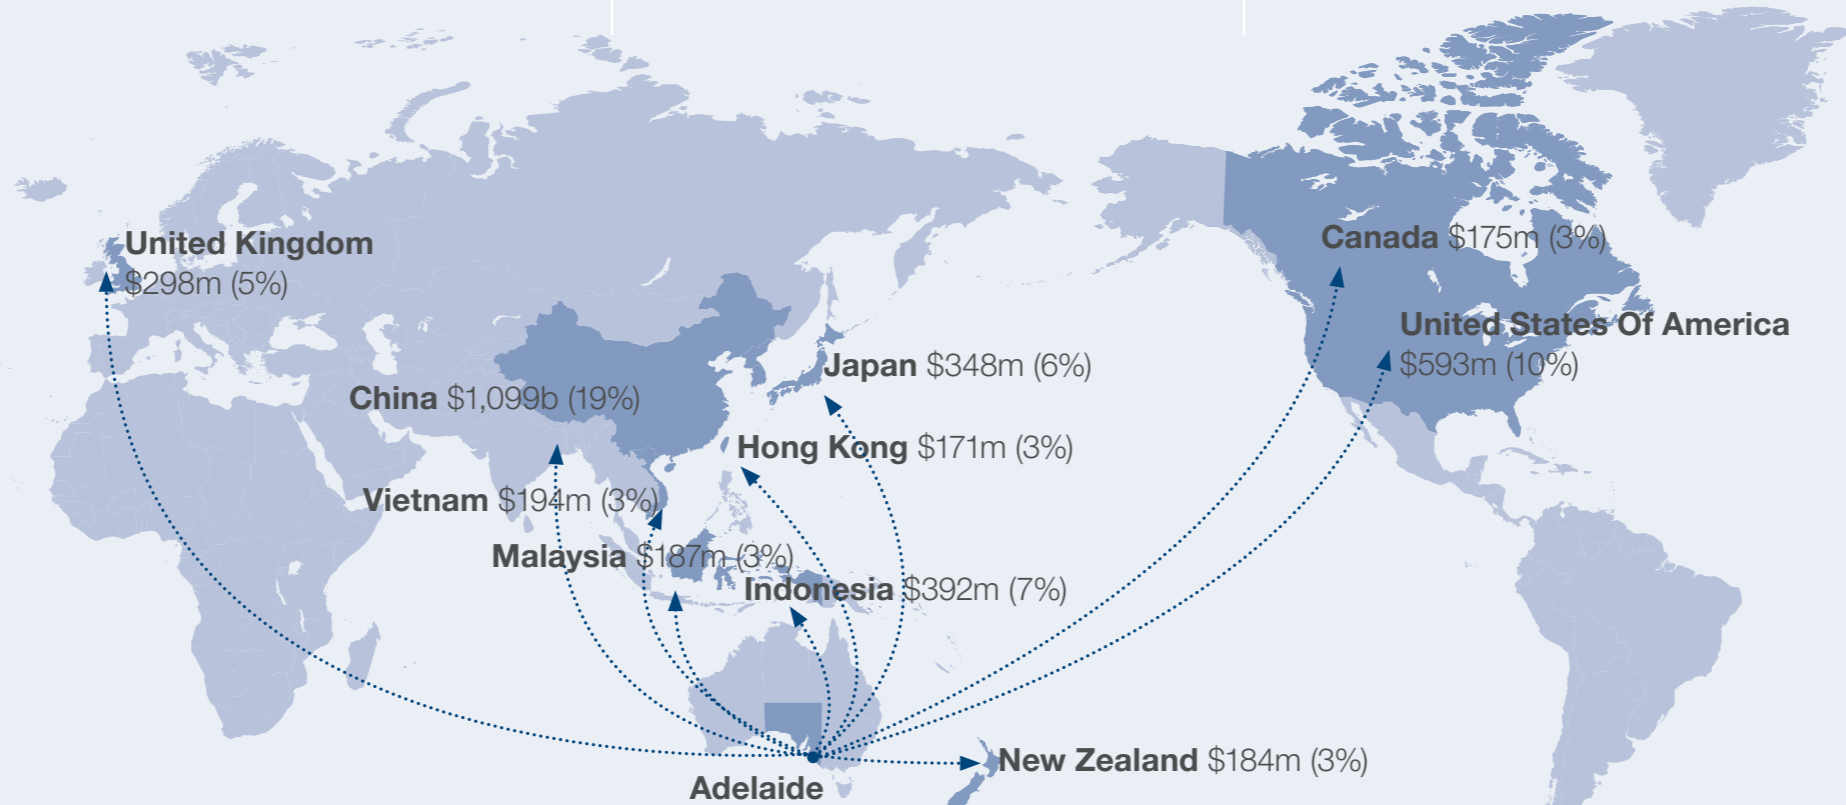 United Kingdom
$298m (5%)
Canada $175m (3%)
United States Of America
$593m (10%)
Japan $348m (6%)
China $1,099b (19%)
Hong Kong $171m (3%)
Vietnam $194m (3%)
Malaysia $187m (3%)
Indonesia $392m (7%)
New Zealand $184m (3%)
Adelaide